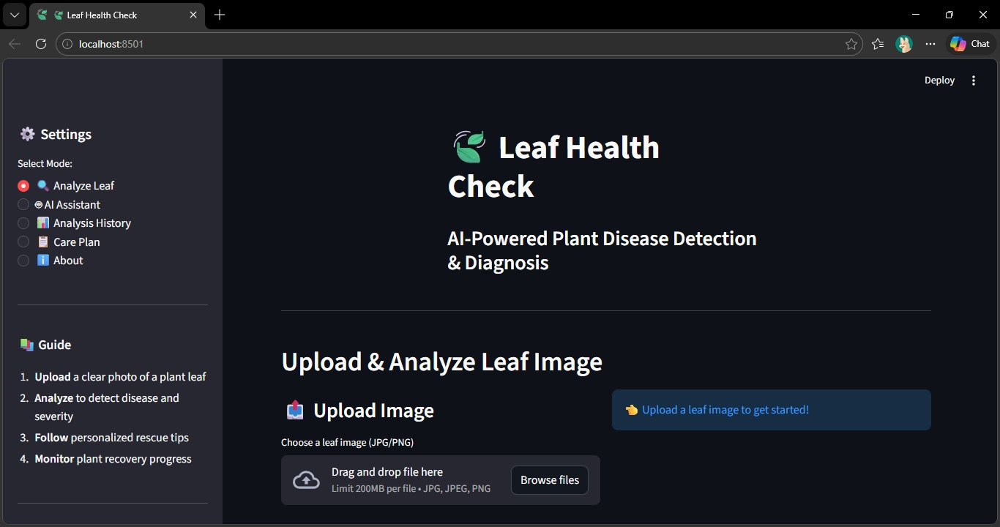 Leaf Health Check
localhost:8501
Chat
Deploy
Settings
Select Mode:
Analyze Leaf
AI Assistant
Analysis History
Care Plan
About
Guide
1. Upload a clear photo of a plant leaf
2. Analyze to detect disease and
severity
3. Follow personalized rescue tips
4. Monitor plant recovery progress
Leaf Health
Check
AI-Powered Plant Disease Detection
& Diagnosis
Upload & Analyze Leaf Image
Upload Image
Choose a leaf image (JPG/PNG)
Drag and drop file here
Limit 200MB per file • JPG, JPEG, PNG
Browse files
Upload a leaf image to get started!